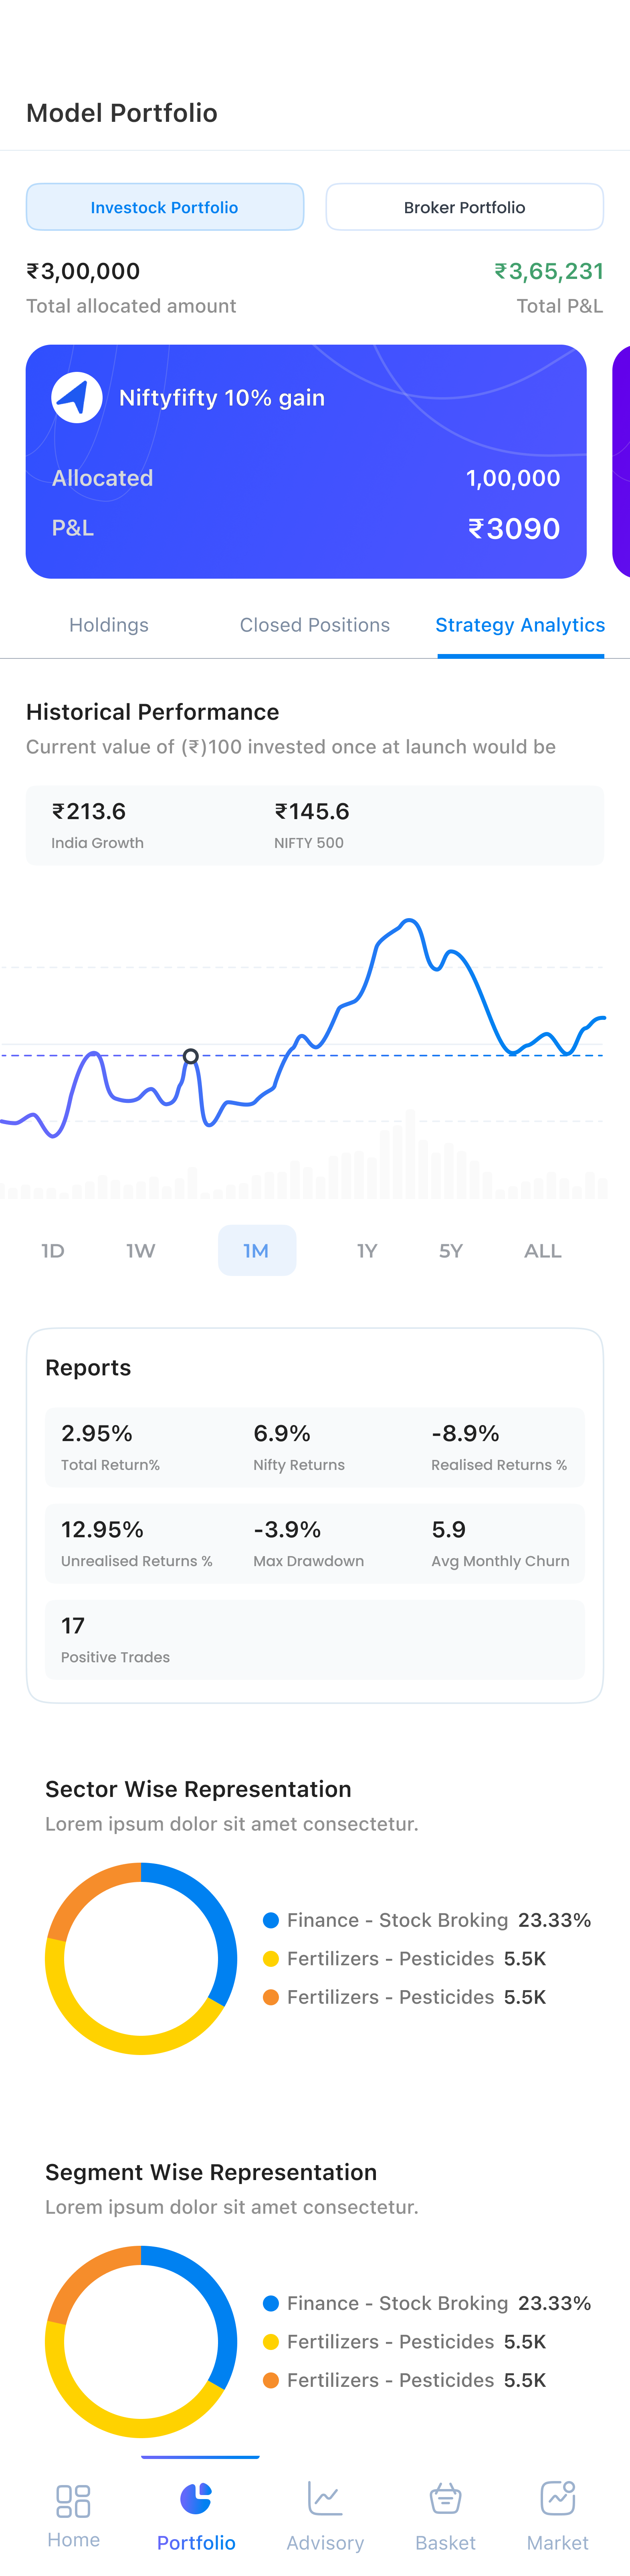 Model Portfolio
Investock Portfolio
Broker Portfolio
₹3,00,000
₹3,65,231
Total allocated amount
Total P&L
Niftyfifty 10% gain
Allocated
1,00,000
P&L
₹3090
Holdings
Closed Positions
Strategy Analytics
Historical Performance
Current value of (₹)100 invested once at launch would be
₹213.6
₹145.6
India Growth
NIFTY 500
1D
1W
1M
1Y
5Y
ALL
Reports
2.95%
6.9%
-8.9%
Total Return%
Nifty Returns
Realised Returns %
12.95%
-3.9%
5.9
Unrealised Returns %
Max Drawdown
Avg Monthly Churn
17
Positive Trades
Sector Wise Representation
Lorem ipsum dolor sit amet consectetur.
Finance - Stock Broking 23.33%
Fertilizers - Pesticides 5.5K
Fertilizers - Pesticides 5.5K
Segment Wise Representation
Lorem ipsum dolor sit amet consectetur.
Finance - Stock Broking 23.33%
Fertilizers - Pesticides 5.5K
Fertilizers - Pesticides 5.5K
Home
Portfolio
Advisory
Basket
Market